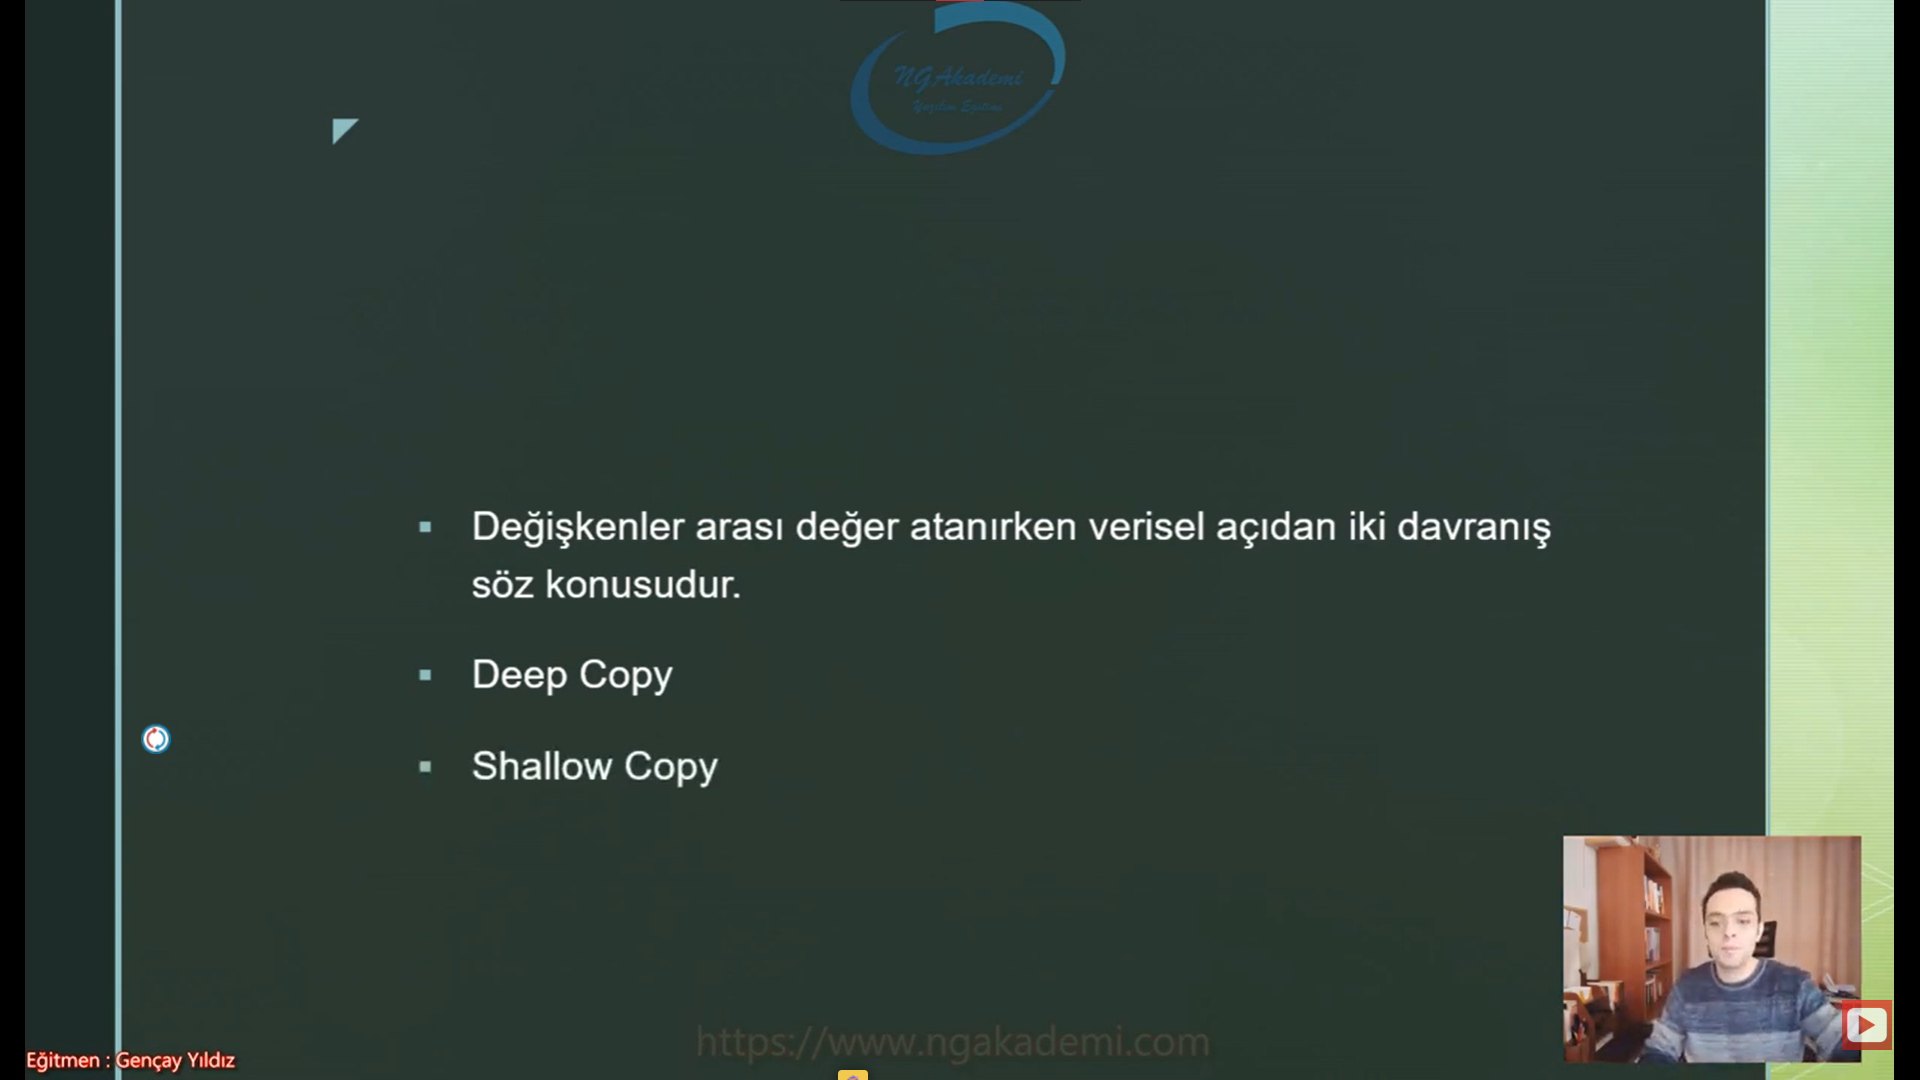 NGAkademi
Yazılım Eğitimi
Değişkenler arası değer atanırken verisel açıdan iki davranış
söz konusudur.
Deep Copy
Shallow Copy
https://www.ngakademi.com
Eğitmen : Gençay Yıldız